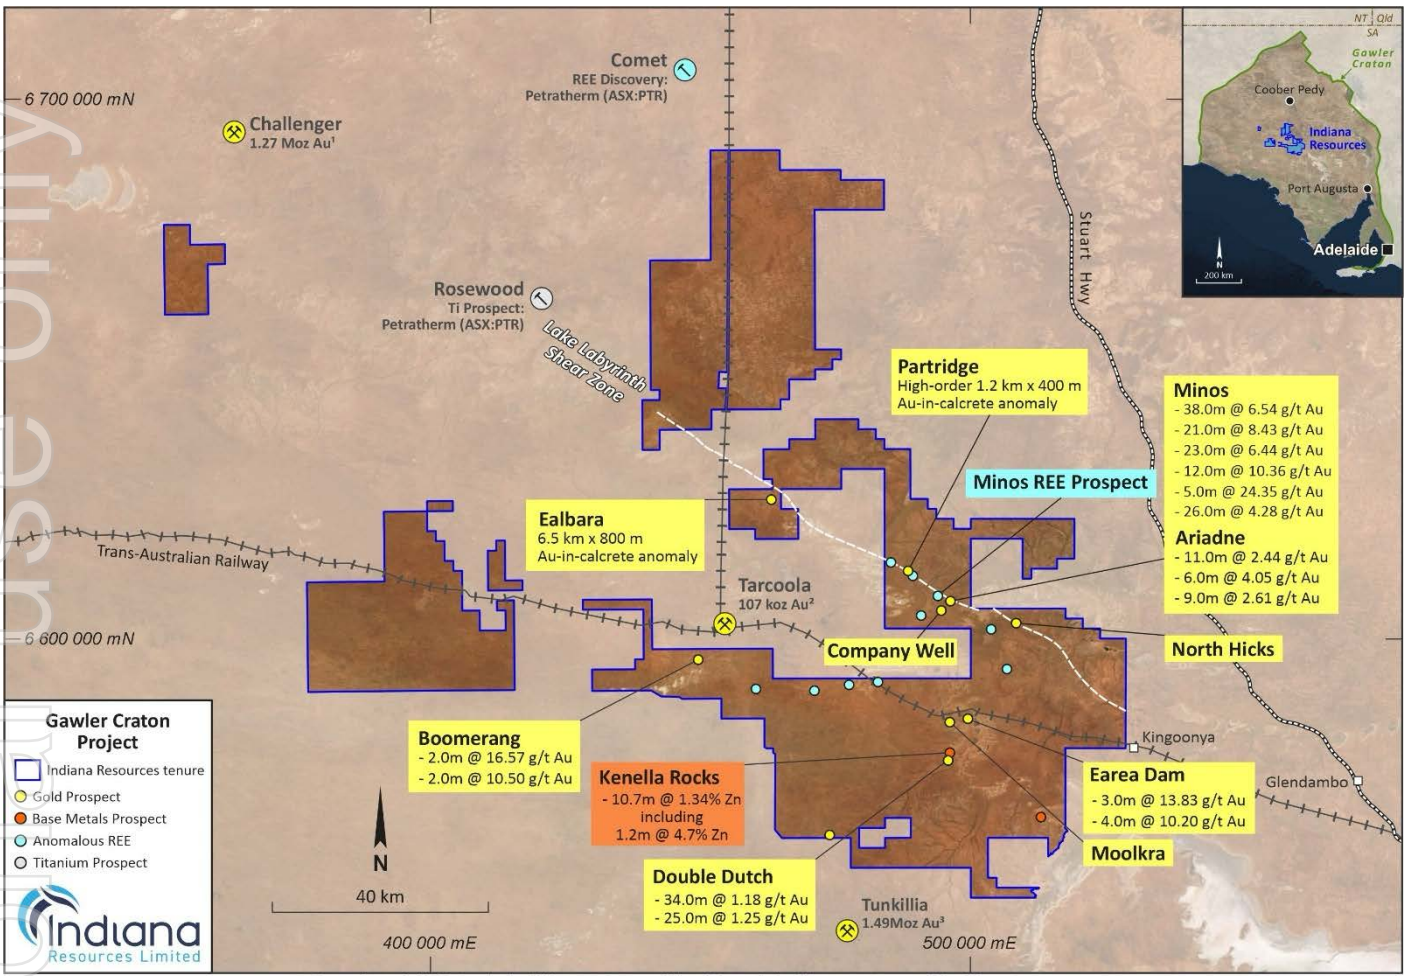 For personal use only
6 700 000 mN
6 600 000 mN
400 000 mE
500 000 mE
Comet
REE Discovery:
Petratherm (ASX:PTR)
Challenger
1.27 Moz Au¹
Rosewood
Ti Prospect:
Petratherm (ASX:PTR)
Lake Labyrinth
Shear Zone
Stuart Hwy
NT | Qld
SA
Gawler
Craton
Coober Pedy
Indiana
Resources
Port Augusta
Adelaide
N
200 km
Partridge
High-order 1.2 km x 400 m
Au-in-calcrete anomaly
Minos
- 38.0m @ 6.54 g/t Au
- 21.0m @ 8.43 g/t Au
- 23.0m @ 6.44 g/t Au
- 12.0m @ 10.36 g/t Au
- 5.0m @ 24.35 g/t Au
- 26.0m @ 4.28 g/t Au
Ariadne
- 11.0m @ 2.44 g/t Au
- 6.0m @ 4.05 g/t Au
- 9.0m @ 2.61 g/t Au
Minos REE Prospect
Ealbara
6.5 km x 800 m
Au-in-calcrete anomaly
Trans-Australian Railway
Tarcoola
107 koz Au²
Company Well
North Hicks
Boomerang
- 2.0m @ 16.57 g/t Au
- 2.0m @ 10.50 g/t Au
Kenella Rocks
- 10.7m @ 1.34% Zn
including
1.2m @ 4.7% Zn
Kingoonya
Glendambo
Earea Dam
- 3.0m @ 13.83 g/t Au
- 4.0m @ 10.20 g/t Au
Moolkra
Double Dutch
- 34.0m @ 1.18 g/t Au
- 25.0m @ 1.25 g/t Au
Tunkillia
1.49Moz Au³
Gawler Craton
Project
Indiana Resources tenure
Gold Prospect
Base Metals Prospect
Anomalous REE
Titanium Prospect
Indiana
Resources Limited
N
40 km